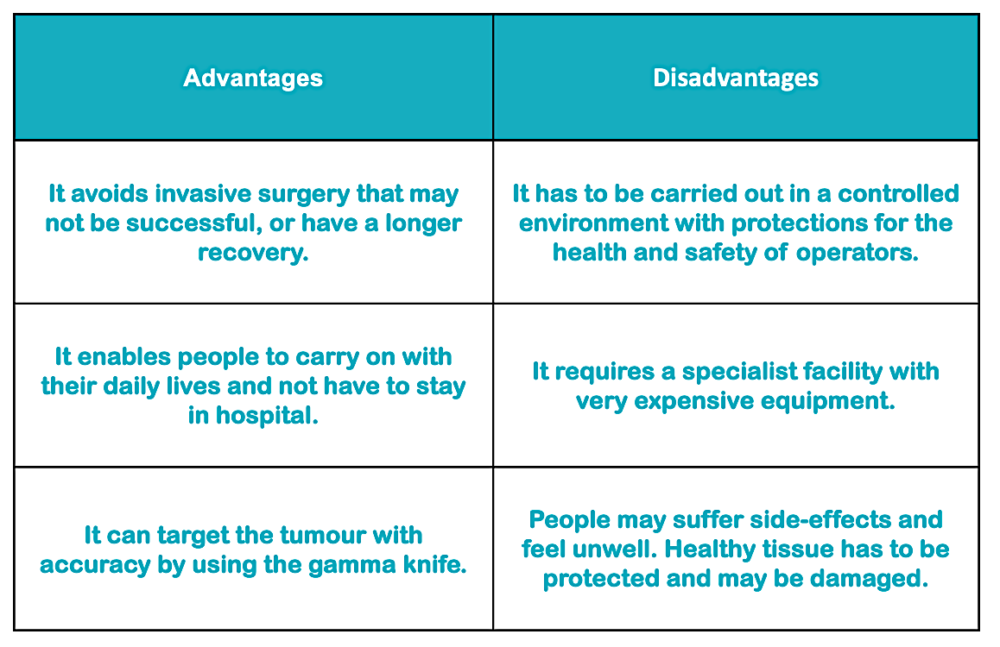 Advantages
Disadvantages
It avoids invasive surgery that may
not be successful, or have a longer
recovery.
It has to be carried out in a controlled
environment with protections for the
health and safety of operators.
It enables people to carry on with
their daily lives and not have to stay
in hospital.
It requires a specialist facility with
very expensive equipment.
It can target the tumour with
accuracy by using the gamma knife.
People may suffer side-effects and
feel unwell. Healthy tissue has to be
protected and may be damaged.